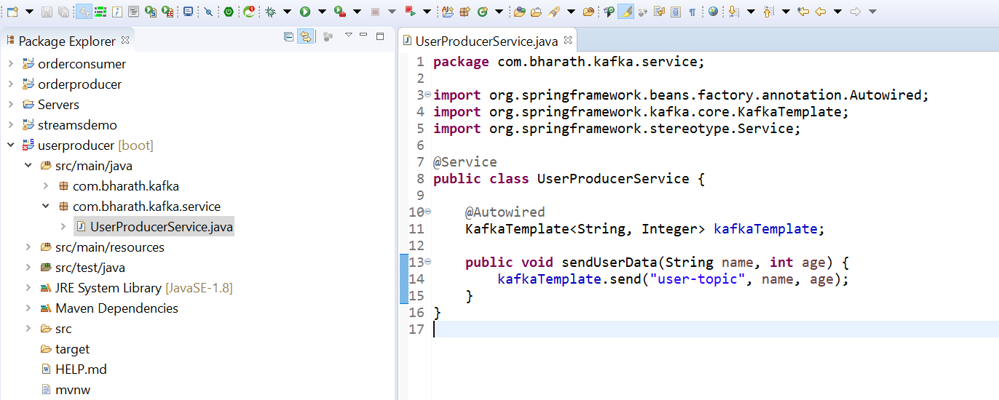 Package Explorer
orderconsumer
orderproducer
Servers
streamsdemo
userproducer [boot]
src/main/java
com.bharath.kafka
com.bharath.kafka.service
UserProducerService.java
src/main/resources
src/test/java
JRE System Library [JavaSE-1.8]
Maven Dependencies
src
target
HELP.md
mvnw
UserProducerService.java
1 package com.bharath.kafka.service;
2
3 import org.springframework.beans.factory.annotation.Autowired;
4 import org.springframework.kafka.core.KafkaTemplate;
5 import org.springframework.stereotype.Service;
6
7 @Service
8 public class UserProducerService {
9
10     @Autowired
11     KafkaTemplate<String, Integer> kafkaTemplate;
12
13     public void sendUserData(String name, int age) {
14         kafkaTemplate.send("user-topic", name, age);
15     }
16 }
17